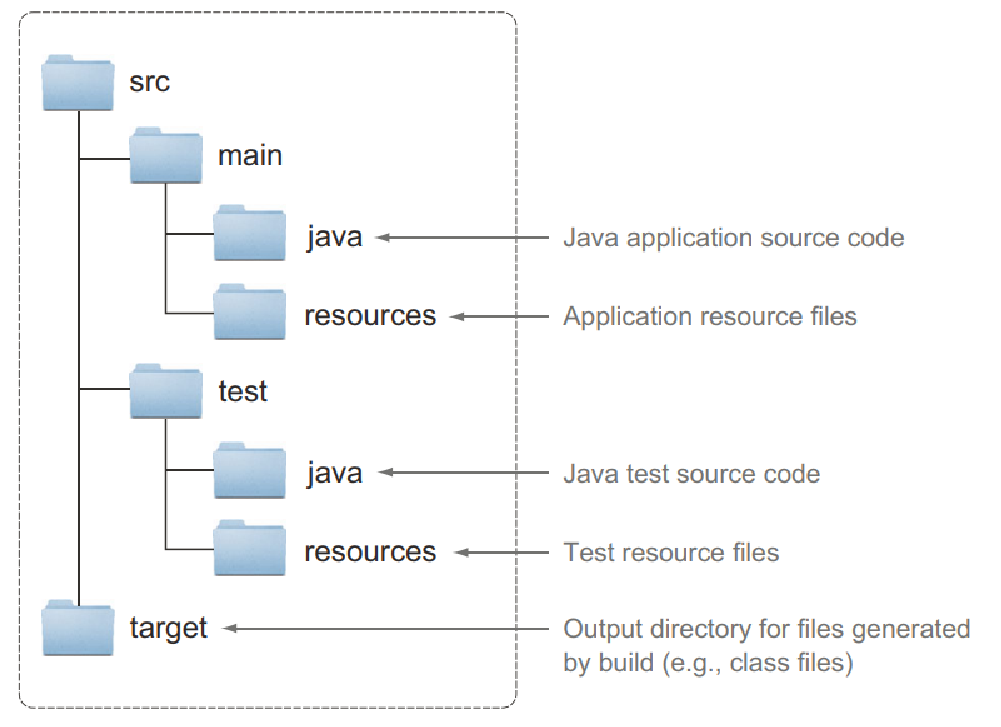 src
main
java
Java application source code
resources
Application resource files
test
java
Java test source code
resources
Test resource files
target
Output directory for files generated
by build (e.g., class files)